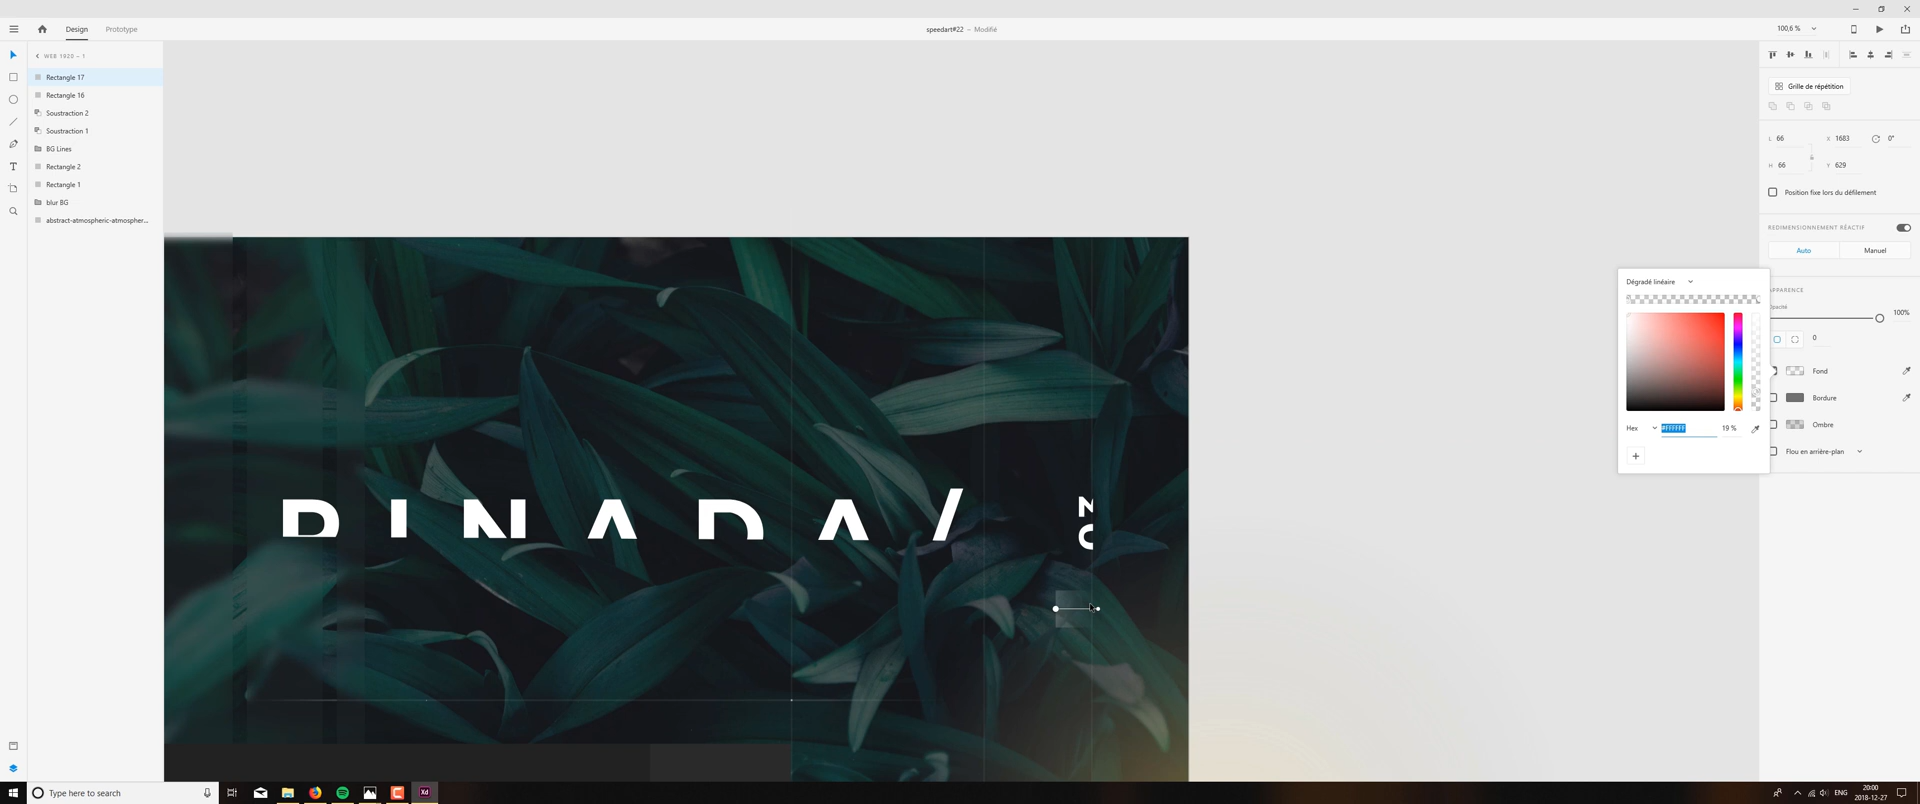 Design
Prototype
speedart#22 – Modifié
100,6 %
WEB 1920 – 1
Rectangle 17
Rectangle 16
Soustraction 2
Soustraction 1
BG Lines
Rectangle 2
Rectangle 1
blur BG
abstract-atmospheric-atmospher...
Grille de répétition
L 66
X 1683
0°
H 66
Y 629
Position fixe lors du défilement
REDIMENSIONNEMENT RÉACTIF
Auto
Manuel
APPARENCE
Opacité
100%
0
Fond
Bordure
Ombre
Flou en arrière-plan
Dégradé linéaire
Hex
#FFFFFF
19 %
Type here to search
Xd
ENG
20:00
2018-12-27